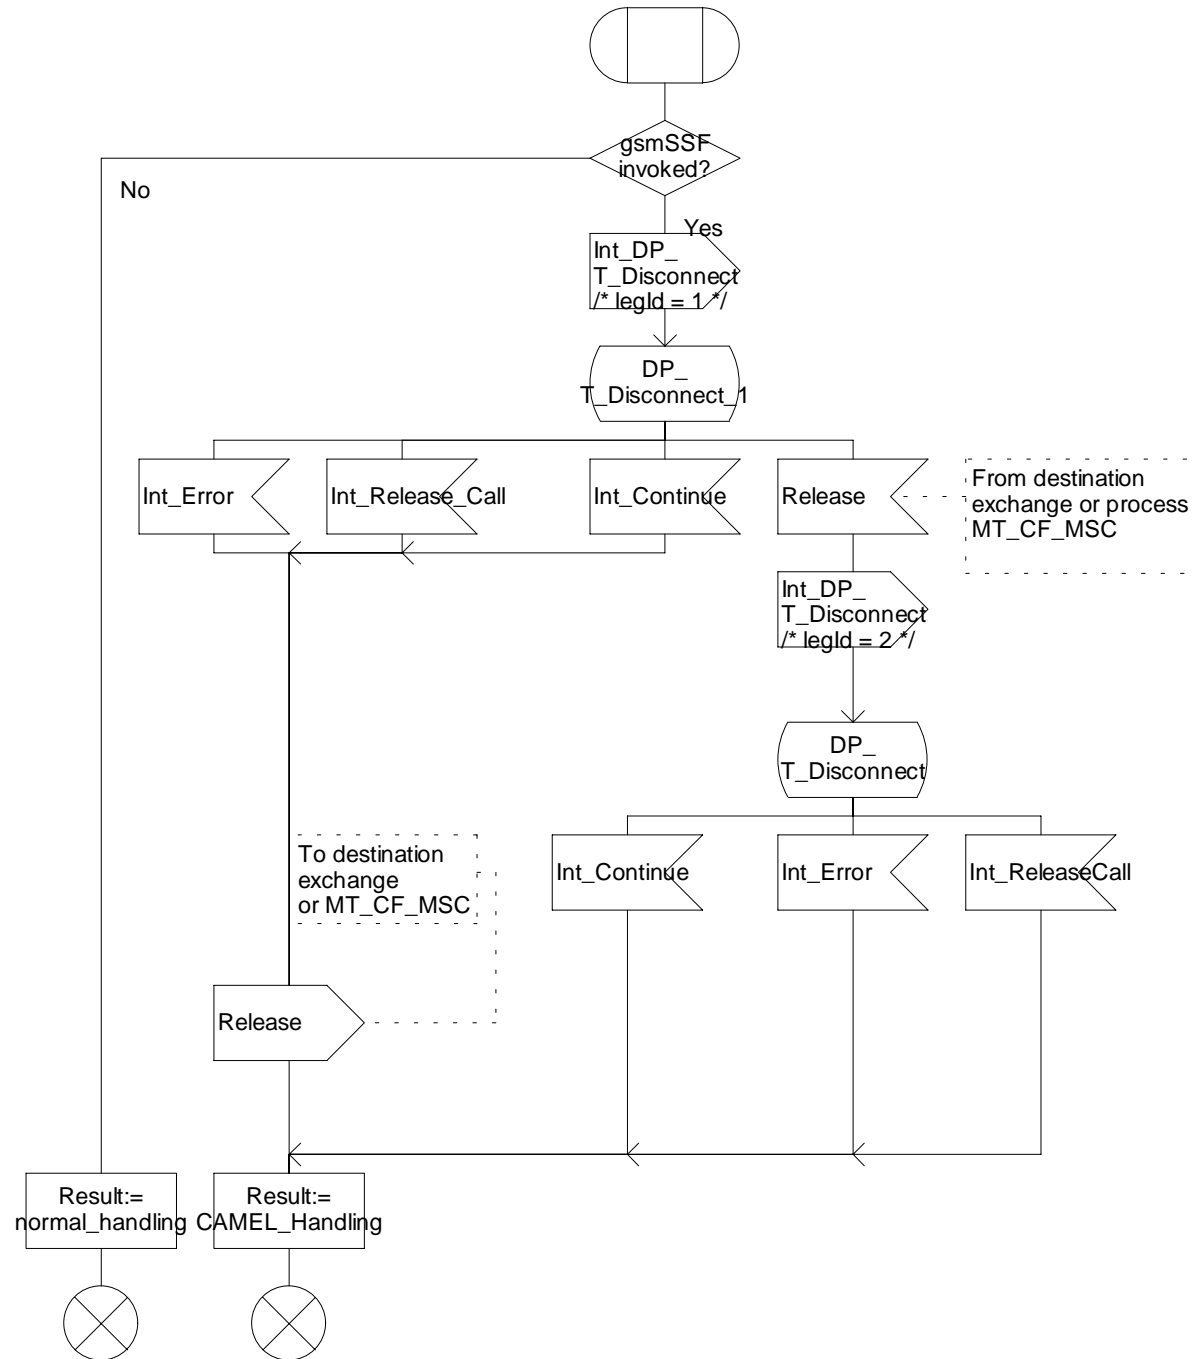 gsmSSF
invoked?
No
Yes
Int_DP_
T_Disconnect
/* legId = 1 */
DP_
T_Disconnect_1
Int_Error
Int_Release_Call
Int_Continue
Release
From destination
exchange or process
MT_CF_MSC
Int_DP_
T_Disconnect
/* legId = 2 */
DP_
T_Disconnect
To destination
exchange
or MT_CF_MSC
Int_Continue
Int_Error
Int_ReleaseCall
Release
Result:=
normal_handling
Result:=
CAMEL_Handling